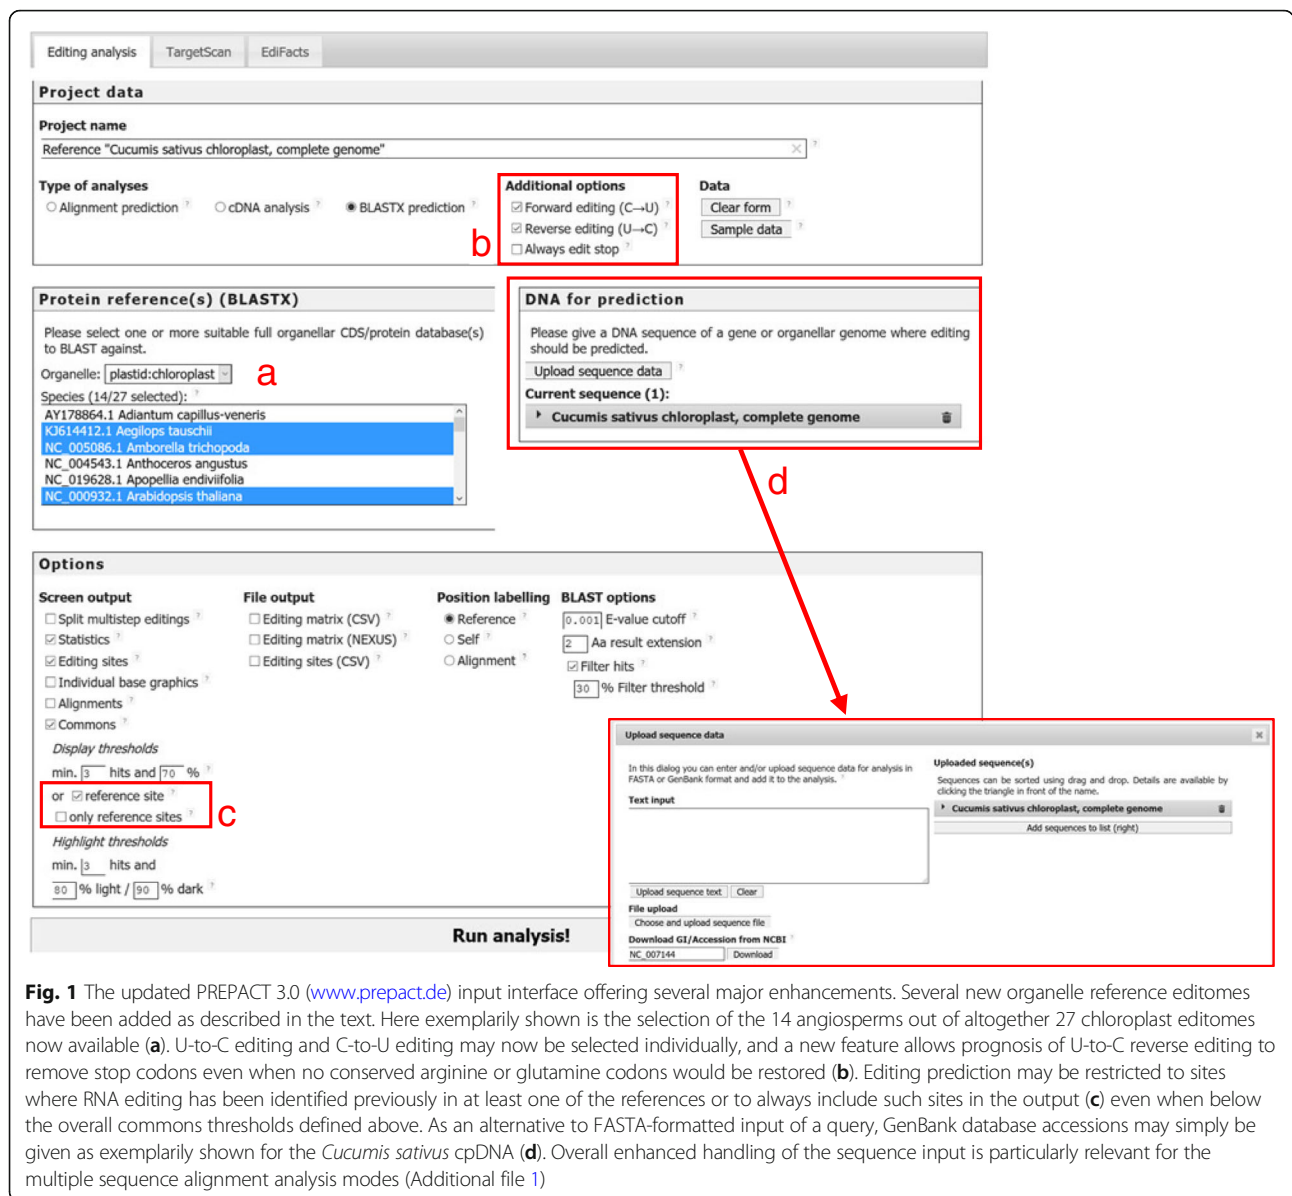 Editing analysis TargetScan EdiFacts
Project data
Project name
Reference "Cucumis sativus chloroplast, complete genome" ?
Type of analyses
Alignment prediction ? cDNA analysis ? BLASTX prediction ?
Additional options
Forward editing (C→U) ?
Reverse editing (U→C) ?
Always edit stop ?
b
Data
Clear form ?
Sample data ?
Protein reference(s) (BLASTX)
Please select one or more suitable full organellar CDS/protein database(s)
to BLAST against.
Organelle: plastid:chloroplast
a
Species (14/27 selected): ?
AY178864.1 Adiantum capillus-veneris
KJ614412.1 Aegilops tauschii
NC_005086.1 Amborella trichopoda
NC_004543.1 Anthoceros angustus
NC_019628.1 Apopellia endiviifolia
NC_000932.1 Arabidopsis thaliana
DNA for prediction
Please give a DNA sequence of a gene or organellar genome where editing
should be predicted.
Upload sequence data ?
Current sequence (1):
Cucumis sativus chloroplast, complete genome
d
Options
Screen output
Split multistep editings ?
Statistics ?
Editing sites ?
Individual base graphics ?
Alignments ?
Commons ?
Display thresholds
min. 3 hits and 70 % ?
or reference site ?
only reference sites ?
c
Highlight thresholds
min. 3 hits and
80 % light / 90 % dark ?
File output
Editing matrix (CSV) ?
Editing matrix (NEXUS) ?
Editing sites (CSV) ?
Position labelling
Reference ?
Self ?
Alignment ?
BLAST options
0.001 E-value cutoff ?
2 Aa result extension ?
Filter hits ?
30 % Filter threshold ?
Run analysis!
Upload sequence data
In this dialog you can enter and/or upload sequence data for analysis in
FASTA or GenBank format and add it to the analysis. ?
Text input
Upload sequence text Clear
File upload
Choose and upload sequence file
Download GI/Accession from NCBI ?
NC_007144 Download
Uploaded sequence(s)
Sequences can be sorted using drag and drop. Details are available by
clicking the triangle in front of the name.
Cucumis sativus chloroplast, complete genome
Add sequences to list (right)
Fig. 1 The updated PREPACT 3.0 (www.prepact.de) input interface offering several major enhancements. Several new organelle reference editomes
have been added as described in the text. Here exemplarily shown is the selection of the 14 angiosperms out of altogether 27 chloroplast editomes
now available (a). U-to-C editing and C-to-U editing may now be selected individually, and a new feature allows prognosis of U-to-C reverse editing to
remove stop codons even when no conserved arginine or glutamine codons would be restored (b). Editing prediction may be restricted to sites
where RNA editing has been identified previously in at least one of the references or to always include such sites in the output (c) even when below
the overall commons thresholds defined above. As an alternative to FASTA-formatted input of a query, GenBank database accessions may simply be
given as exemplarily shown for the Cucumis sativus cpDNA (d). Overall enhanced handling of the sequence input is particularly relevant for the
multiple sequence alignment analysis modes (Additional file 1)